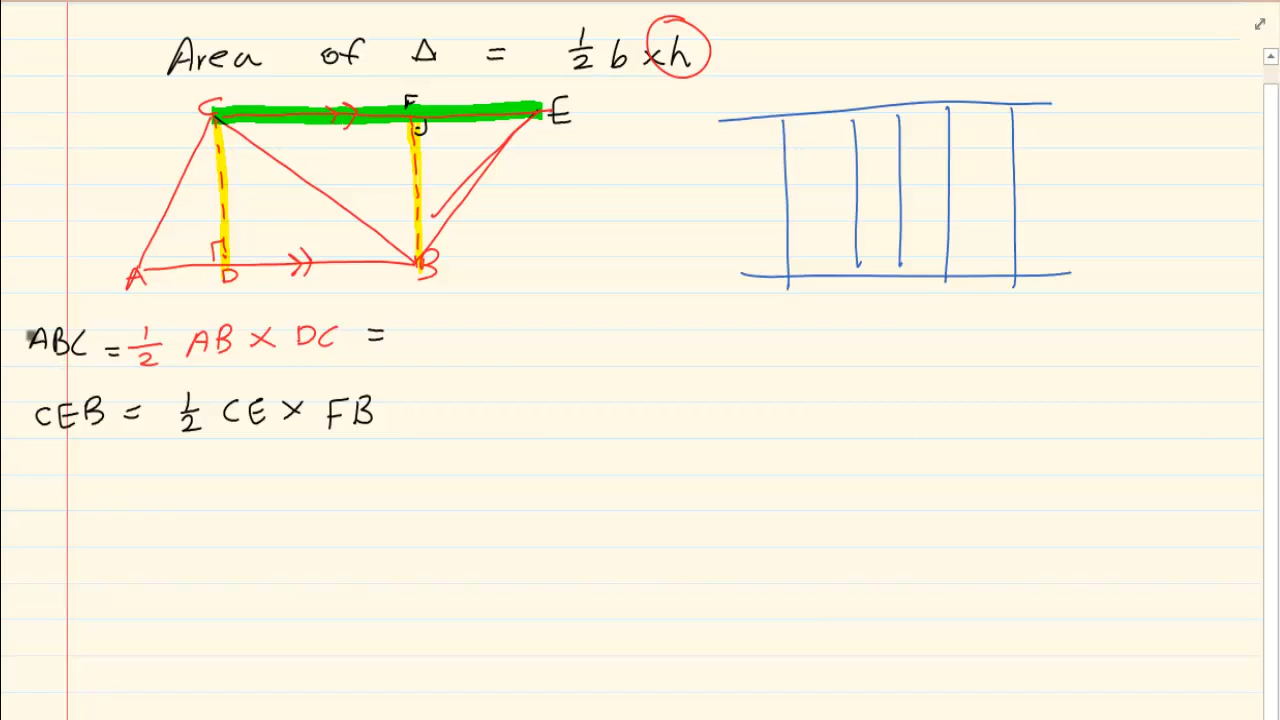 Area of Δ = 1/2 b × h
C F E
A D B
ABC = 1/2 AB × DC =
CEB = 1/2 CE × FB